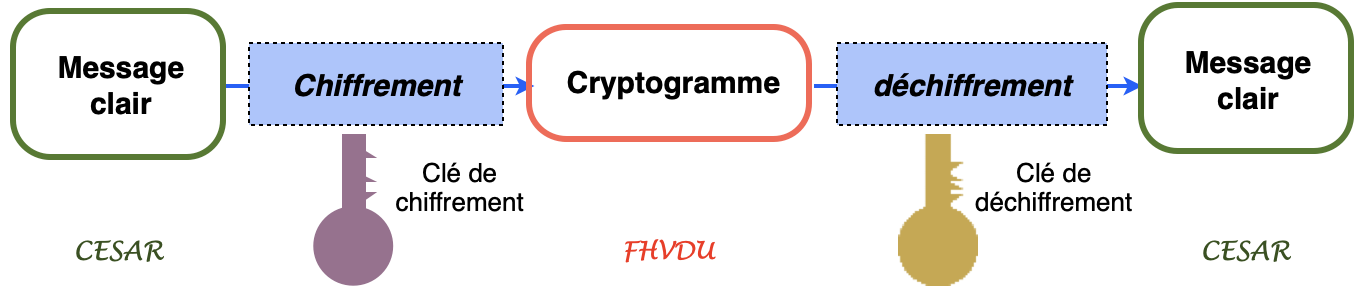 Message
clair
Chiffrement
Cryptogramme
déchiffrement
Message
clair
Clé de
chiffrement
Clé de
déchiffrement
CESAR
FHVDU
CESAR